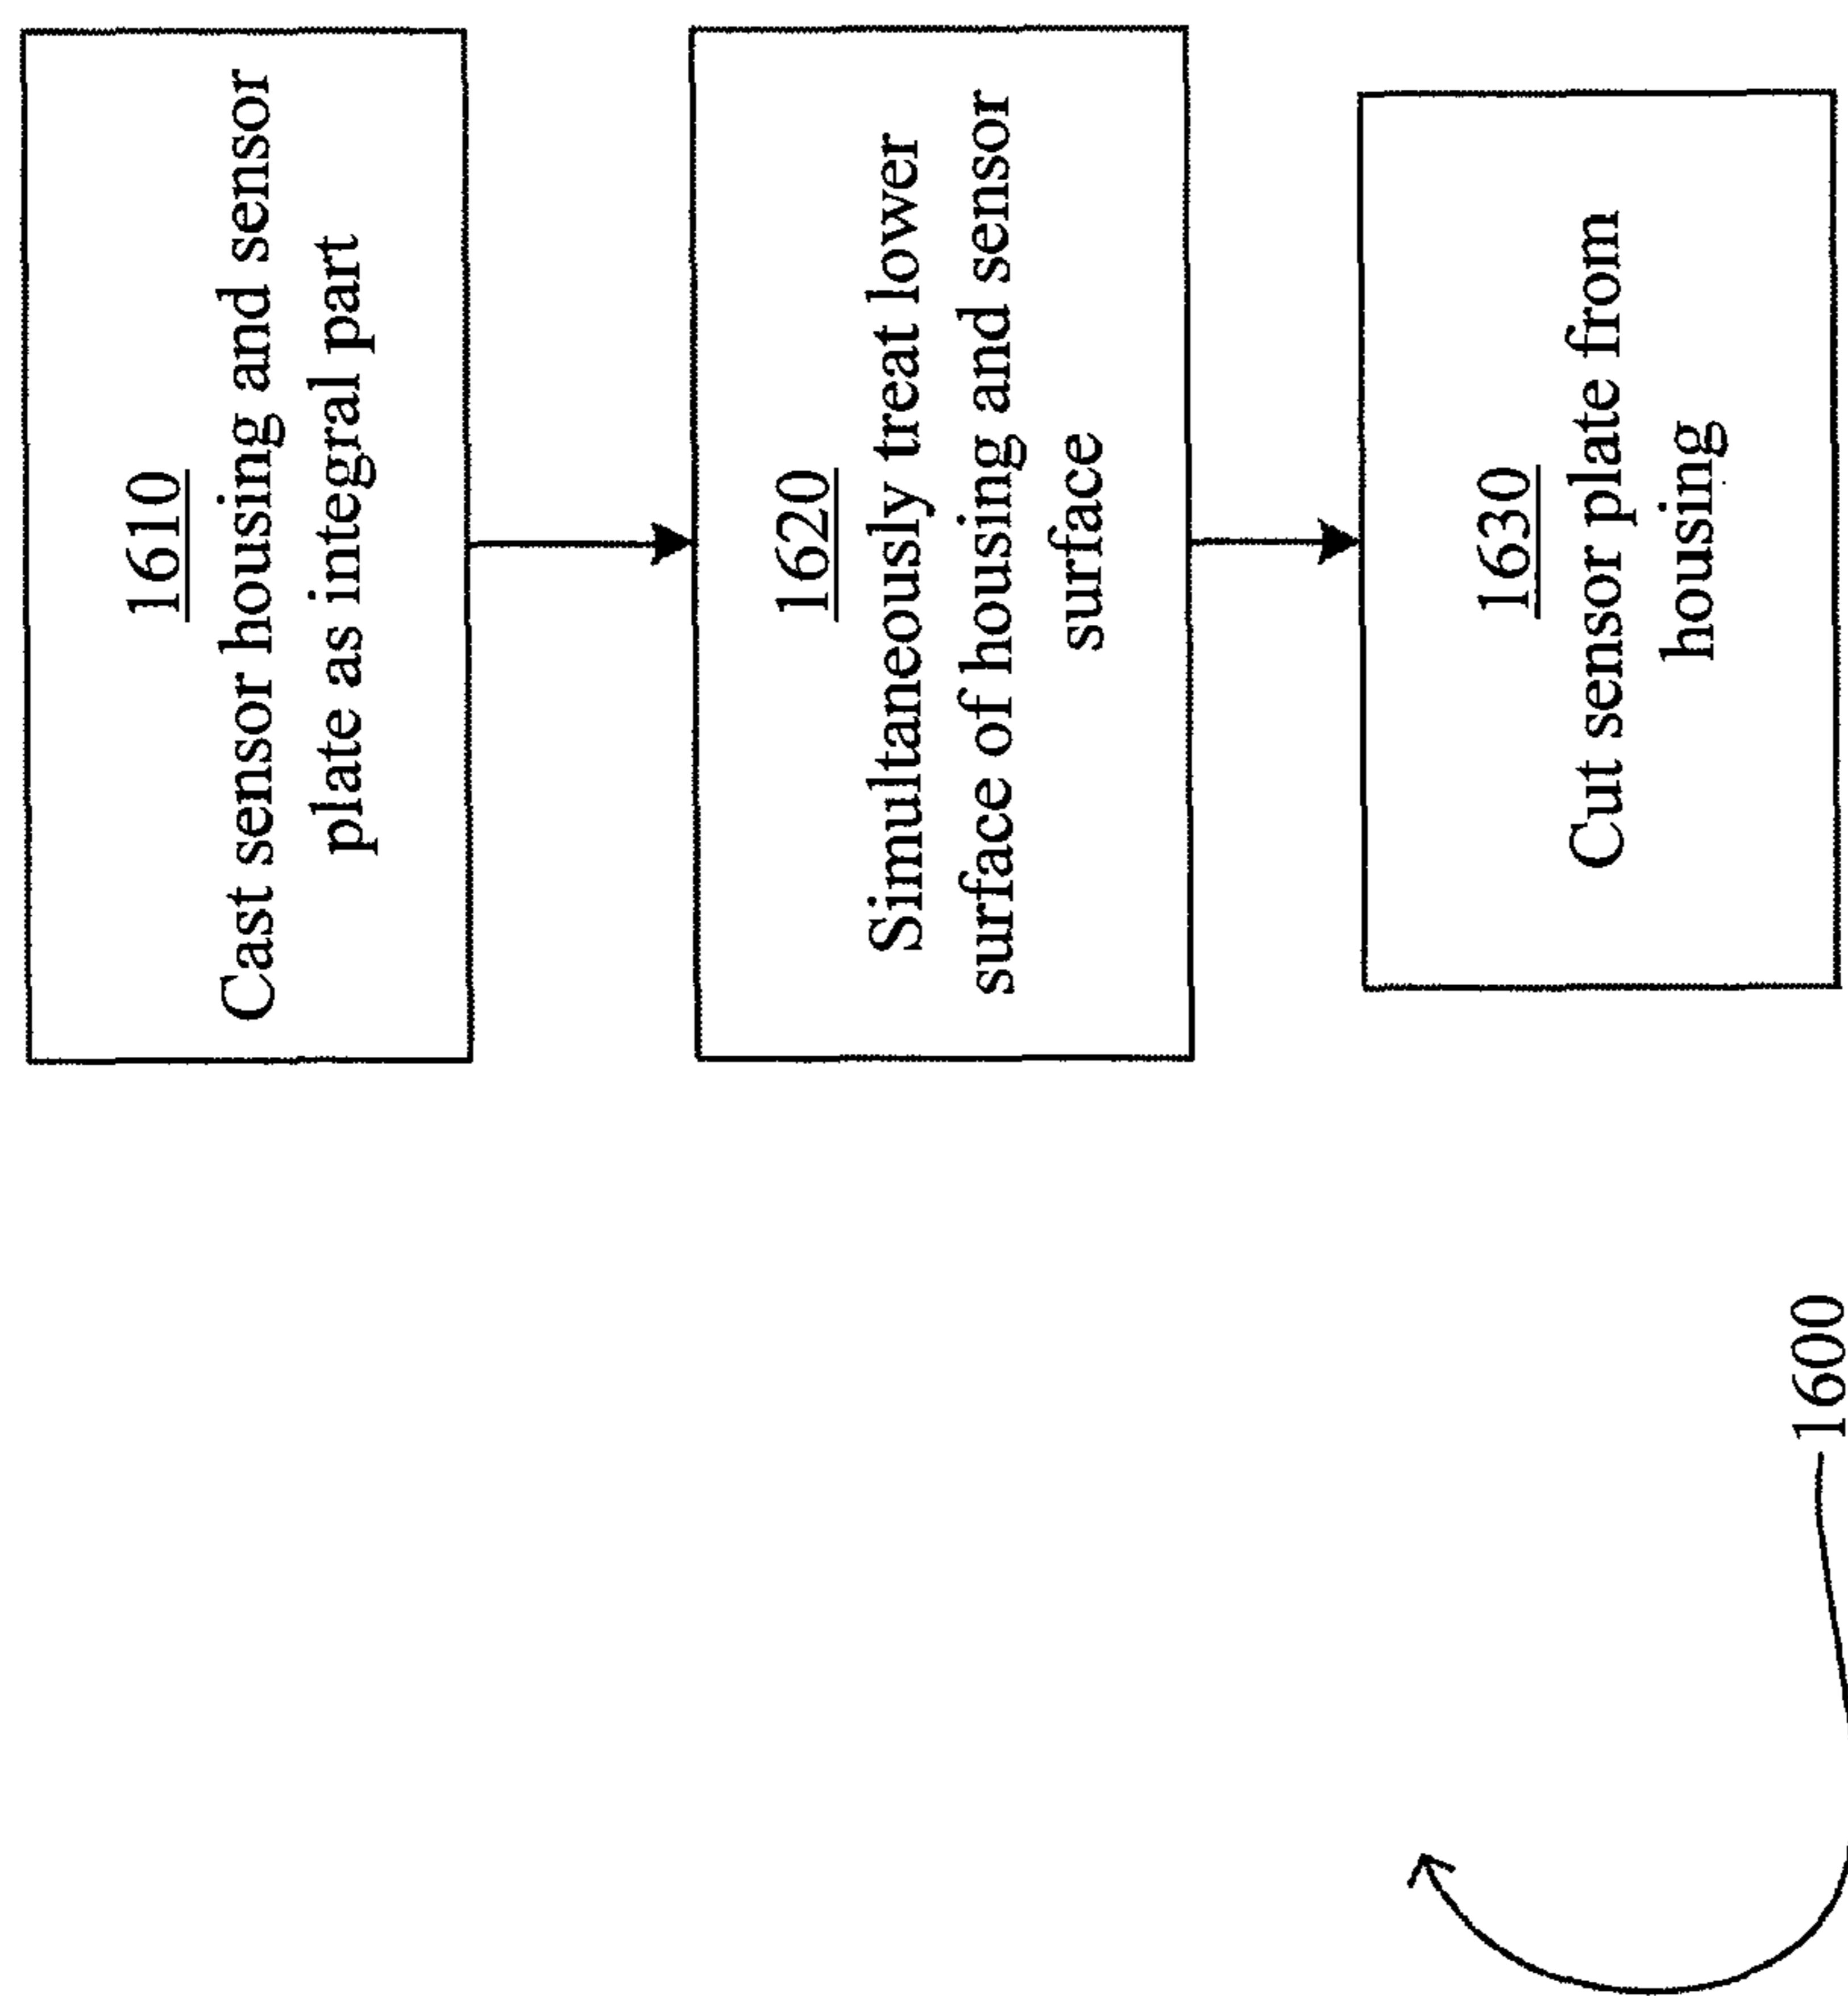 1610
Cast sensor housing and sensor
plate as integral part
1620
Simultaneously treat lower
surface of housing and sensor
surface
1630
Cut sensor plate from
housing
1600